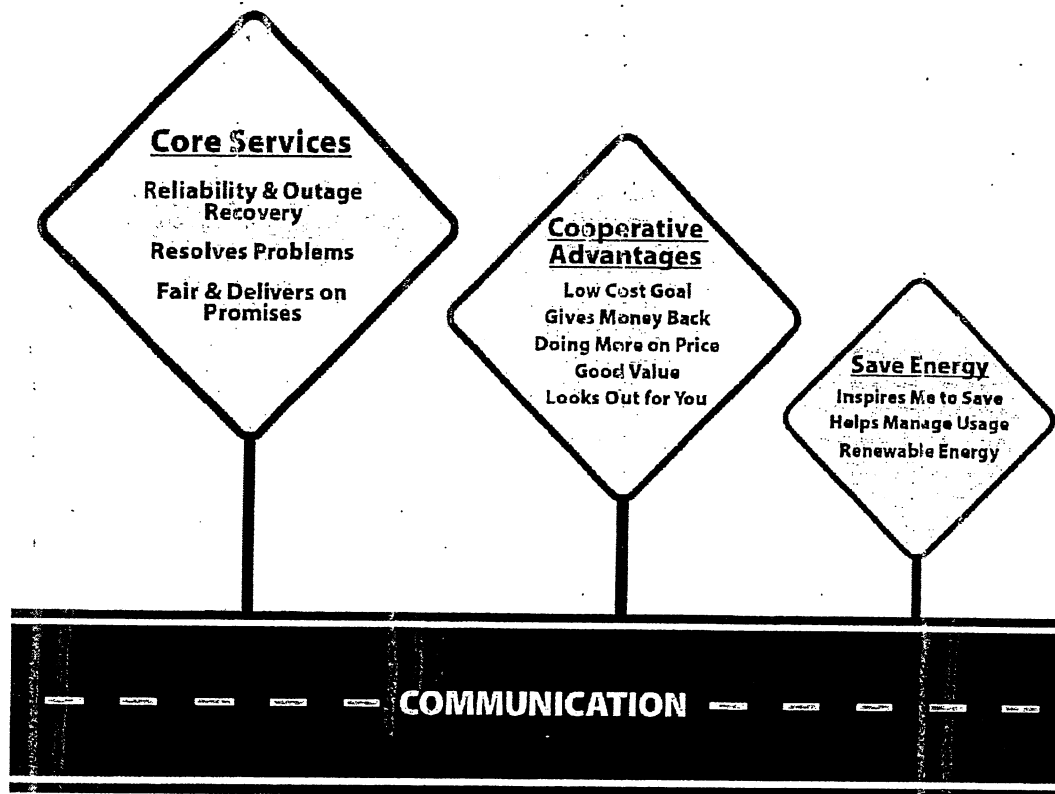 Core Services
Reliability & Outage
Recovery
Resolves Problems
Fair & Delivers on
Promises
Cooperative
Advantages
Low Cost Goal
Gives Money Back
Doing More on Price
Good Value
Looks Out for You
Save Energy
Inspires Me to Save
Helps Manage Usage
Renewable Energy
COMMUNICATION